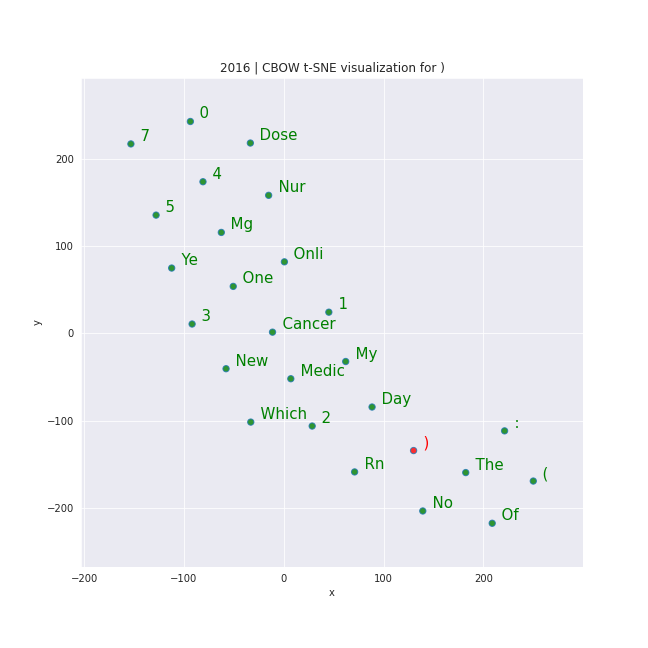 2016 | CBOW t-SNE visualization for )
0
7
Dose
4
Nur
5
Mg
Ye
Onli
One
1
3
Cancer
My
New
Medic
Day
Which
2
:
)
Rn
The
(
No
Of
200
100
0
−100
−200
y
−200
−100
0
100
200
x